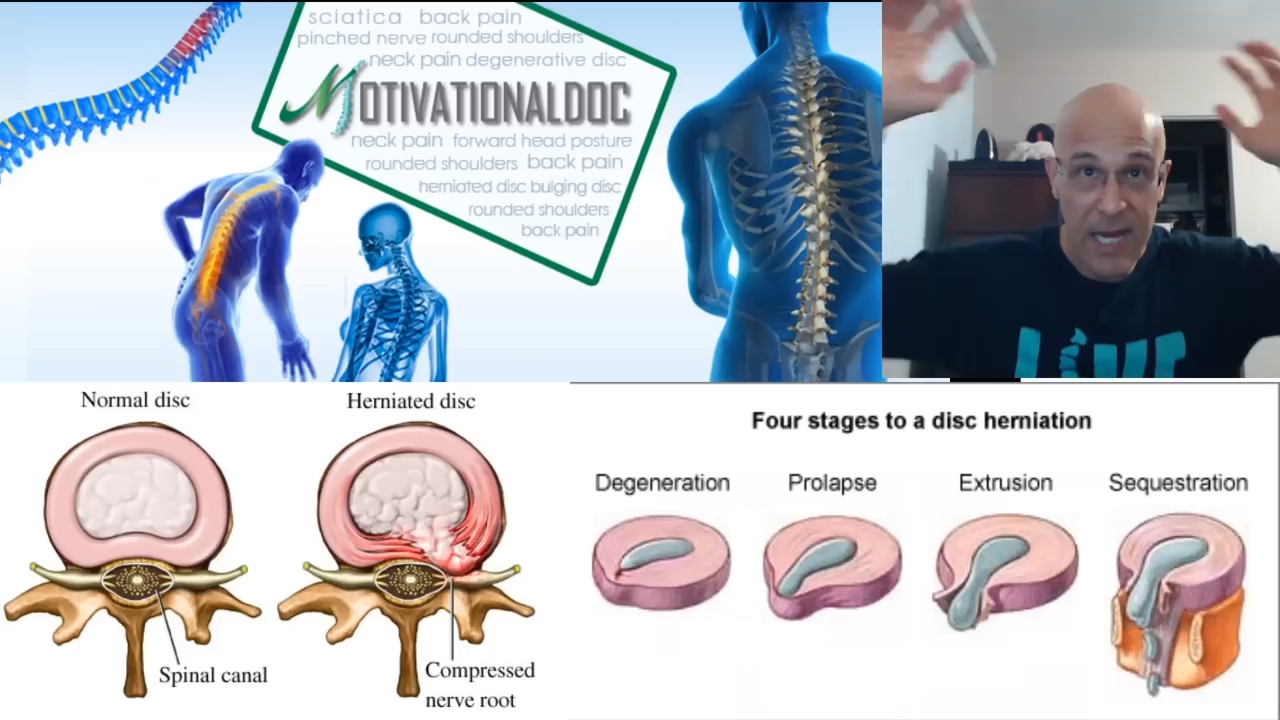 sciatica back pain
pinched nerve rounded shoulders
neck pain degenerative disc
MOTIVATIONALDOC
neck pain forward head posture
rounded shoulders back pain
herniated disc bulging disc
rounded shoulders
back pain
LIVE
Normal disc
Herniated disc
Spinal canal
Compressed
nerve root
Four stages to a disc herniation
Degeneration Prolapse Extrusion Sequestration